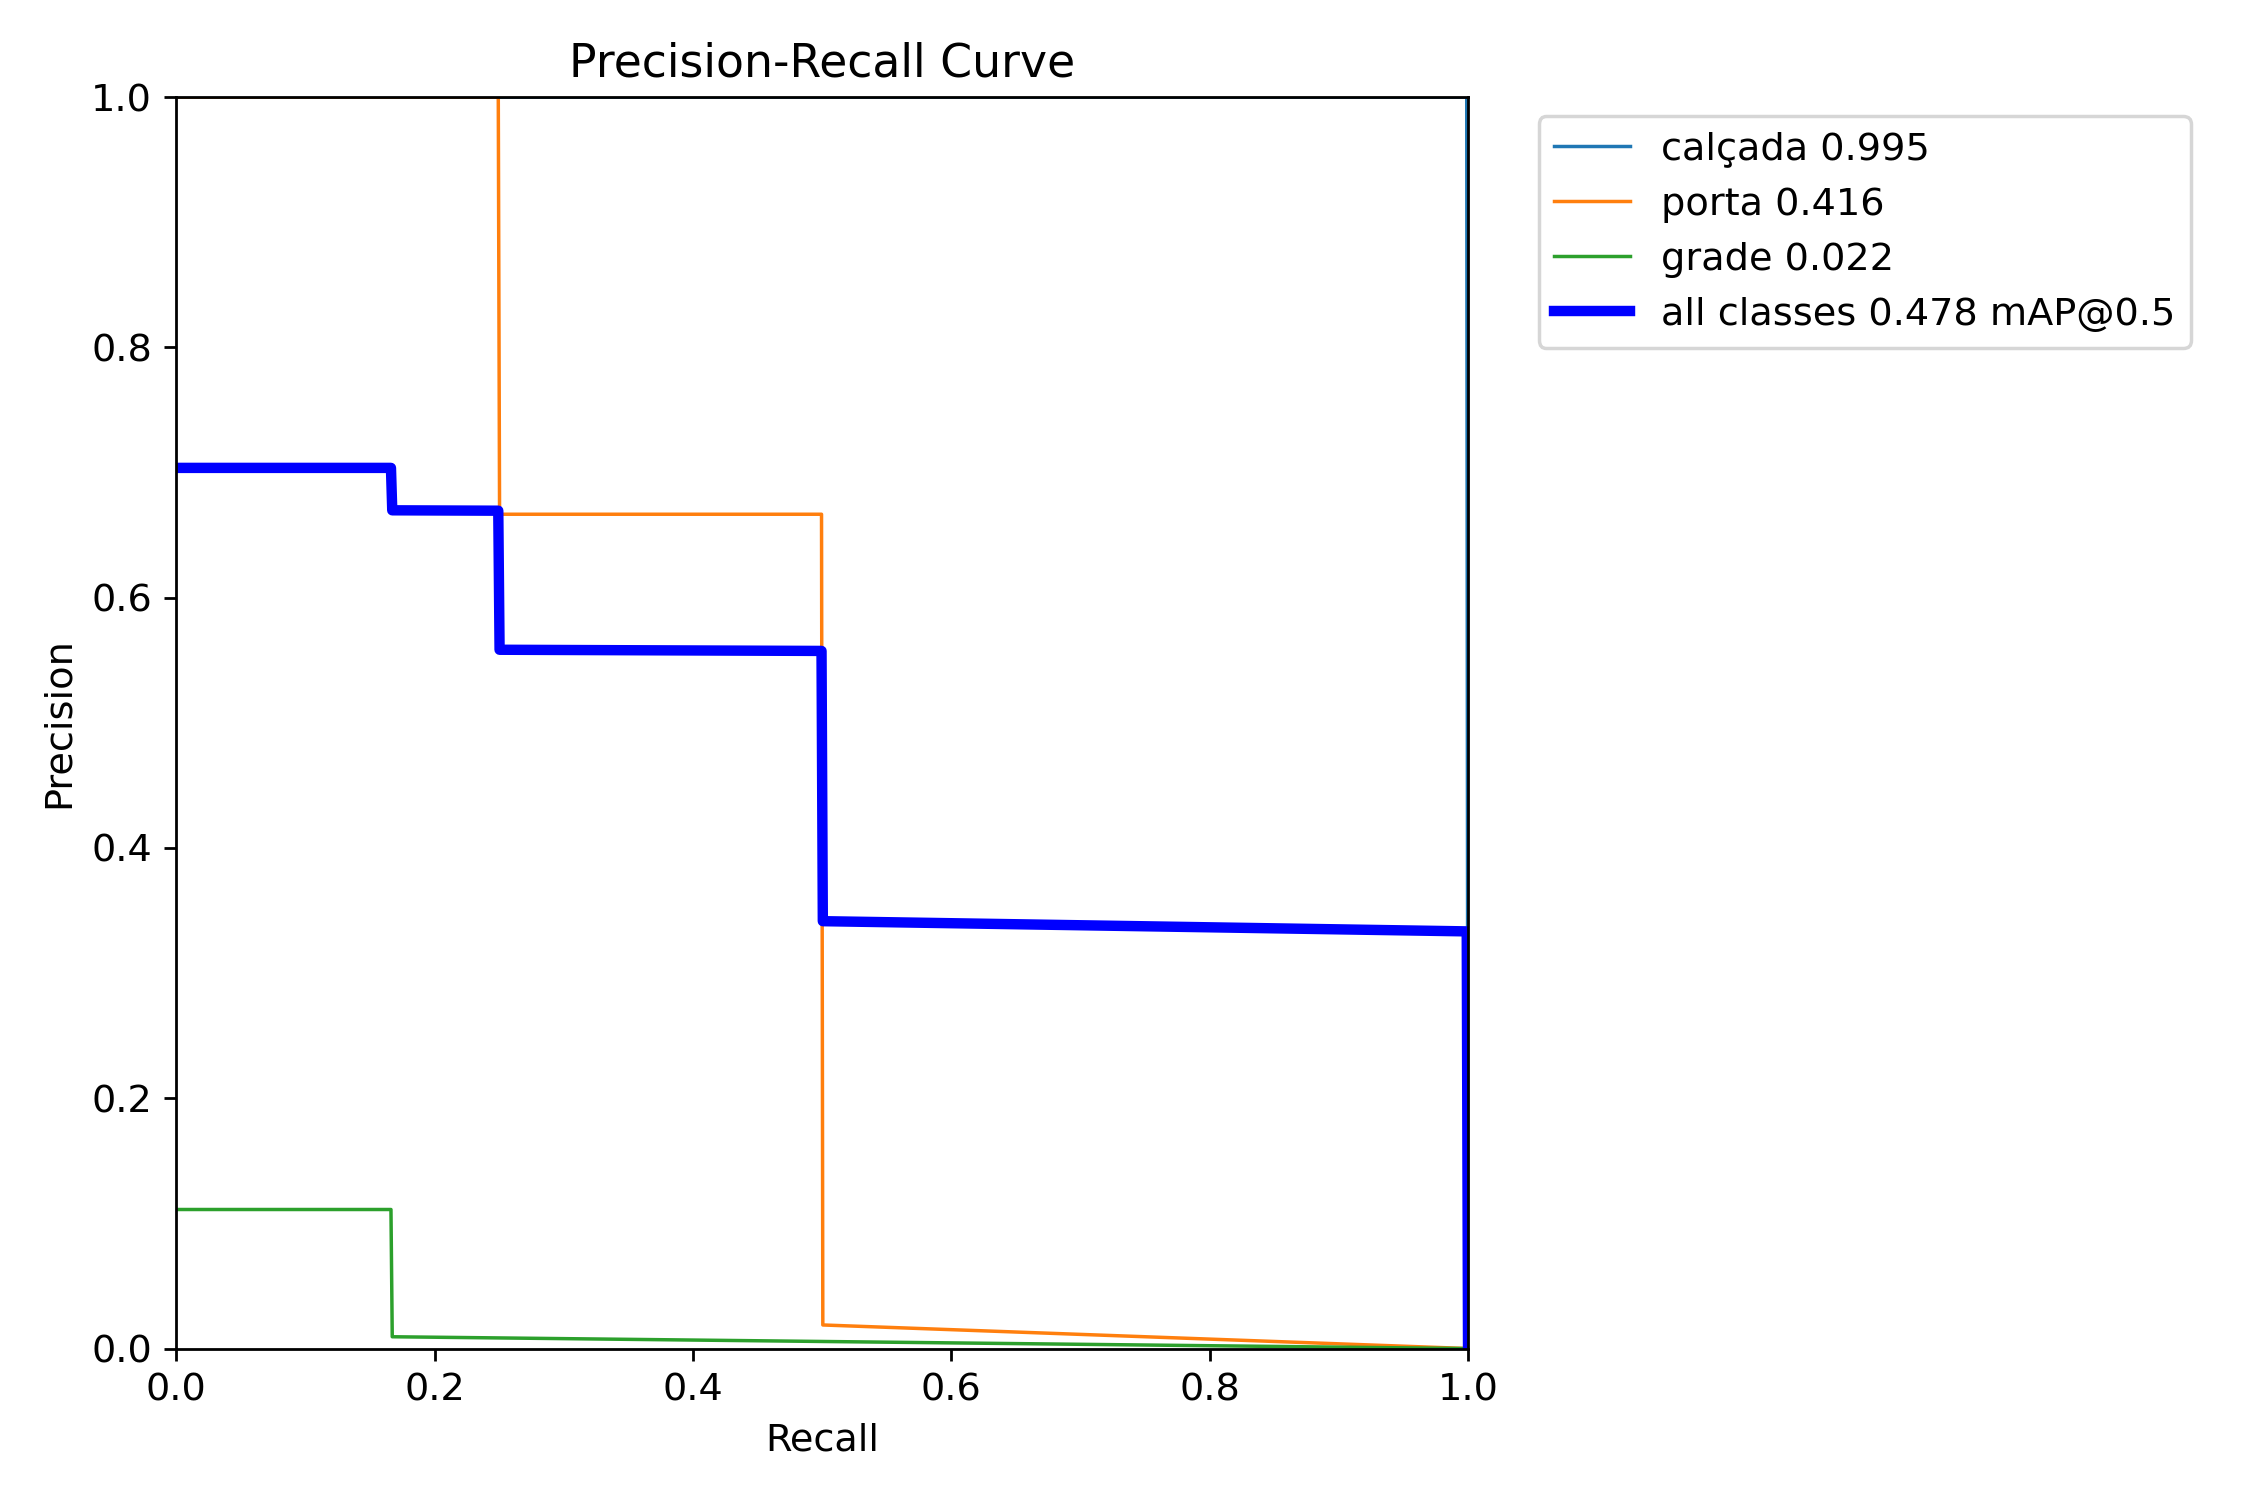 Precision-Recall Curve
1.0
0.8
0.6
0.4
0.2
0.0
Precision
0.0 0.2 0.4 0.6 0.8 1.0
Recall
calçada 0.995
porta 0.416
grade 0.022
all classes 0.478 mAP@0.5